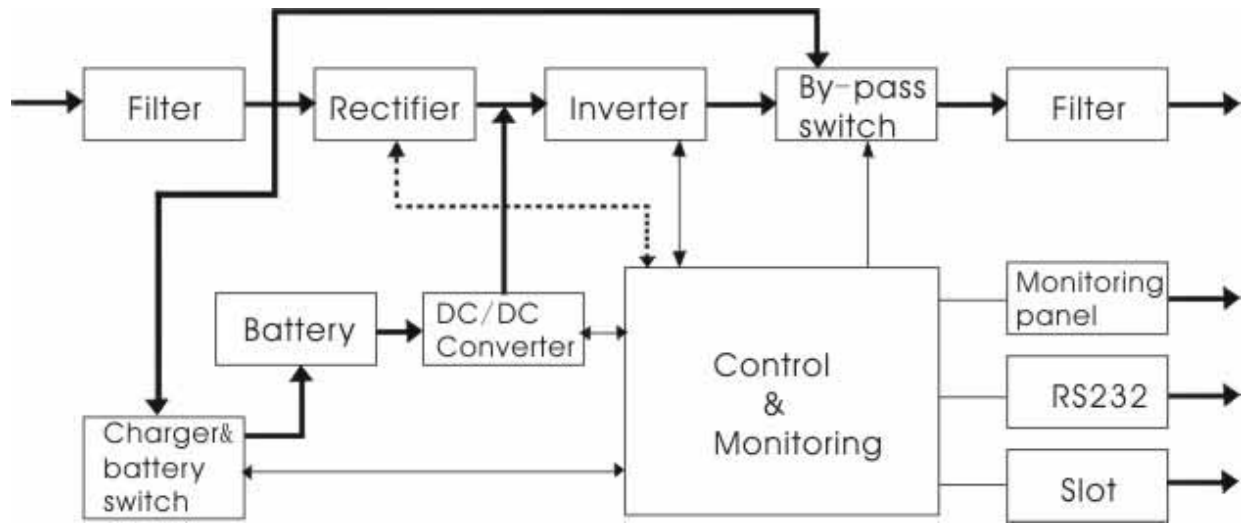 Filter
Rectifier
Inverter
By-pass
switch
Filter
Battery
DC/DC
Converter
Charger&
battery
switch
Control
&
Monitoring
Monitoring
panel
RS232
Slot